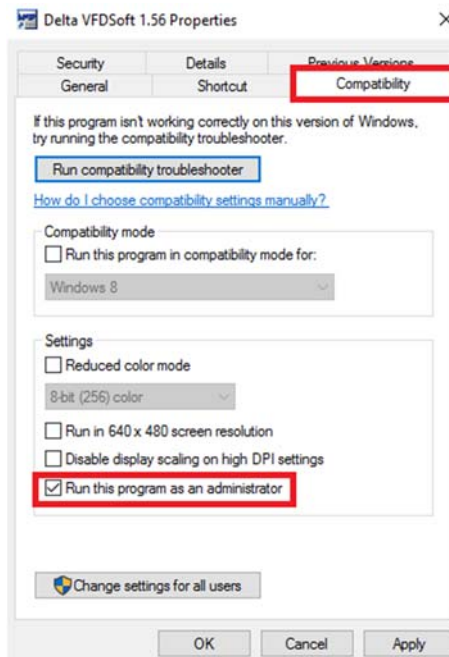 Delta VFDSoft 1.56 Properties
Security Details Previous Versions
General Shortcut Compatibility
If this program isn't working correctly on this version of Windows,
try running the compatibility troubleshooter.
Run compatibility troubleshooter
How do I choose compatibility settings manually?
Compatibility mode
Run this program in compatibility mode for:
Windows 8
Settings
Reduced color mode
8-bit (256) color
Run in 640 x 480 screen resolution
Disable display scaling on high DPI settings
Run this program as an administrator
Change settings for all users
OK Cancel Apply